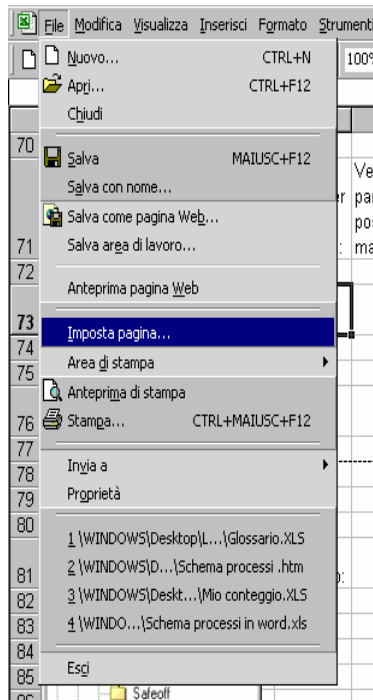 File Modifica Visualizza Inserisci Formato Strumenti
Nuovo... CTRL+N
100%
Apri... CTRL+F12
Chiudi
70
Salva MAIUSC+F12
Salva con nome...
Salva come pagina Web...
71 Salva area di lavoro...
72
Anteprima pagina Web
73 Imposta pagina...
74
Area di stampa
75
Anteprima di stampa
76 Stampa... CTRL+MAIUSC+F12
77
Invia a
78
79 Proprietà
80
1 \WINDOWS\Desktop\L...\Glossario.XLS
81 2 \WINDOWS\D...\Schema processi .htm
82 3 \WINDOWS\Deskt...\Mio conteggio.XLS
83 4 \WINDO...\Schema processi in word.xls
84
Esci
85
Safeoff